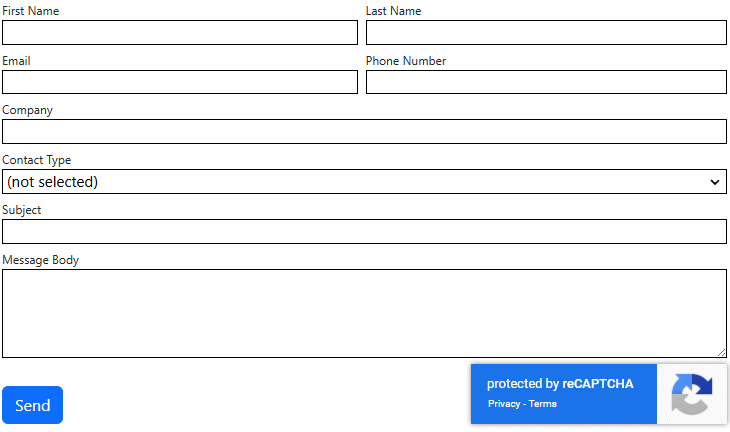 First Name
Last Name
Email
Phone Number
Company
Contact Type
(not selected)
Subject
Message Body
protected by reCAPTCHA
Privacy - Terms
Send